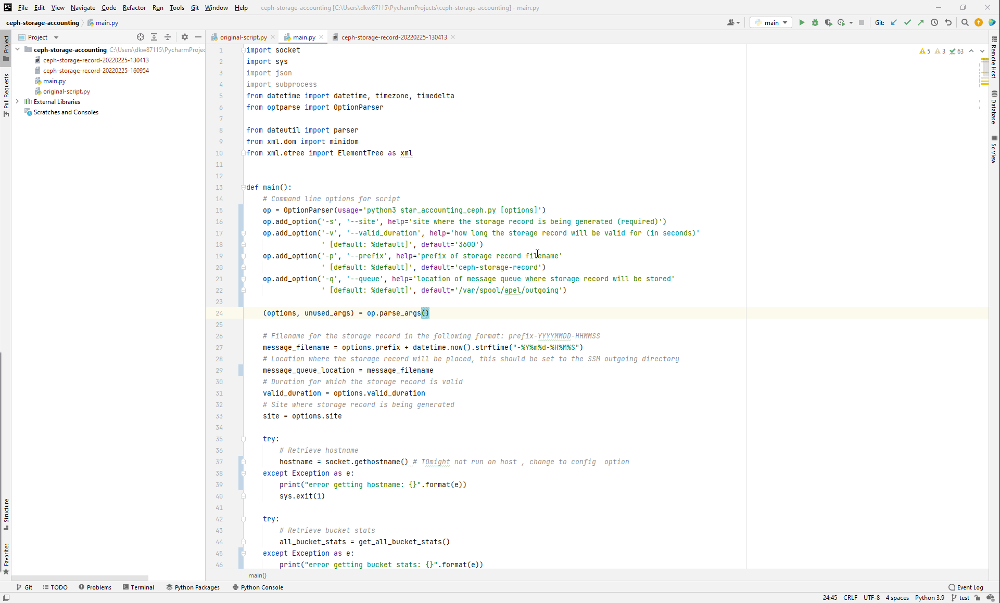 PC File Edit View Navigate Code Refactor Run Tools Git Window Help ceph-storage-accounting [C:\Users\dkw87115\PycharmProjects\ceph-storage-accounting] - main.py
ceph-storage-accounting main.py main Git:
Project
original-script.py main.py ceph-storage-record-20220225-130413
ceph-storage-accounting C:\Users\dkw87115\PycharmProjec
ceph-storage-record-20220225-130413
ceph-storage-record-20220225-160954
main.py
original-script.py
External Libraries
Scratches and Consoles
Project
Pull Requests
Structure
Favorites
5 3 63
1 import socket
2 import sys
3 import json
4 import subprocess
5 from datetime import datetime, timezone, timedelta
6 from optparse import OptionParser
7
8 from dateutil import parser
9 from xml.dom import minidom
10 from xml.etree import ElementTree as xml
11
12
13 def main():
14 # Command line options for script
15 op = OptionParser(usage='python3 star_accounting_ceph.py [options]')
16 op.add_option('-s', '--site', help='site where the storage record is being generated (required)')
17 op.add_option('-v', '--valid_duration', help='how long the storage record will be valid for (in seconds)'
18 ' [default: %default]', default='3600')
19 op.add_option('-p', '--prefix', help='prefix of storage record filename'
20 ' [default: %default]', default='ceph-storage-record')
21 op.add_option('-q', '--queue', help='location of message queue where storage record will be stored'
22 ' [default: %default]', default='/var/spool/apel/outgoing')
23
24 (options, unused_args) = op.parse_args()
25
26 # Filename for the storage record in the following format: prefix-YYYYMMDD-HHMMSS
27 message_filename = options.prefix + datetime.now().strftime("-%Y%m%d-%H%M%S")
28 # Location where the storage record will be placed, this should be set to the SSM outgoing directory
29 message_queue_location = message_filename
30 # Duration for which the storage record is valid
31 valid_duration = options.valid_duration
32 # Site where storage record is being generated
33 site = options.site
34
35 try:
36 # Retrieve hostname
37 hostname = socket.gethostname() # TOmight not run on host , change to config  option
38 except Exception as e:
39 print("error getting hostname: {}".format(e))
40 sys.exit(1)
41
42 try:
43 # Retrieve bucket stats
44 all_bucket_stats = get_all_bucket_stats()
45 except Exception as e:
46 print("error getting bucket stats: {}".format(e))
main()
Remote Host
Database
SciView
Git TODO Problems Terminal Python Packages Python Console Event Log
24:45 CRLF UTF-8 4 spaces Python 3.9 test